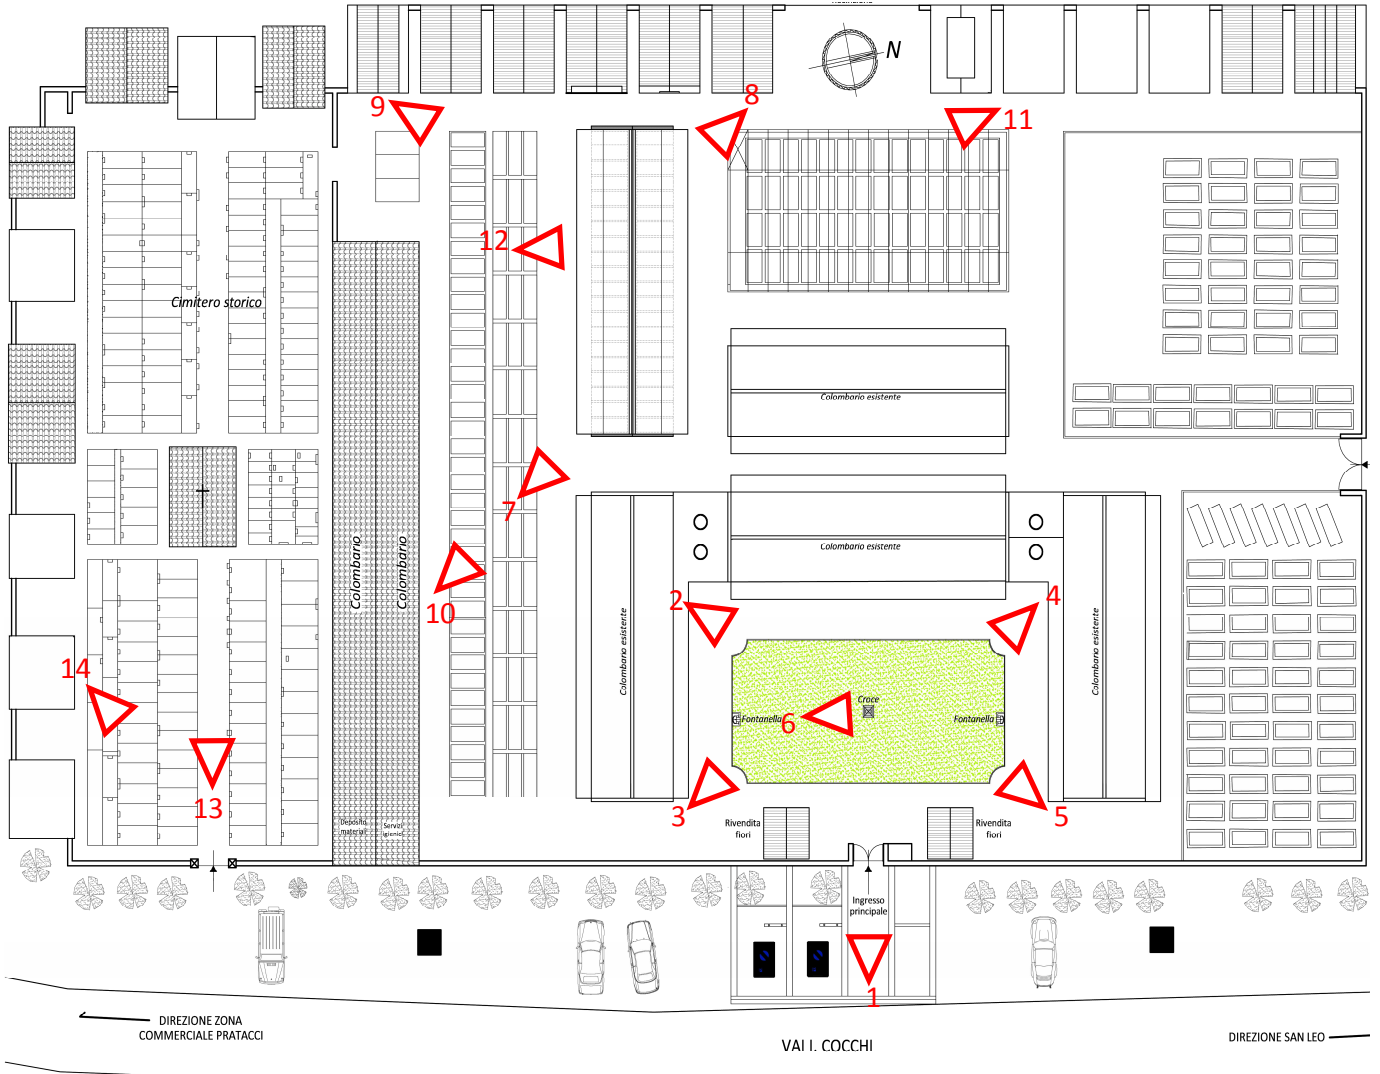 N
9
8
11
12
Cimitero storico
Colombario esistente
7
Colombario
Colombario
Colombario esistente
10
2
4
Colombario esistente
Colombario esistente
14
Croce
Fontanella
6
Fontanella
13
3
5
Deposito
materiali
Servizi
igienici
Rivendita
fiori
Rivendita
fiori
Ingresso
principale
1
DIREZIONE ZONA
COMMERCIALE PRATACCI
DIREZIONE SAN LEO